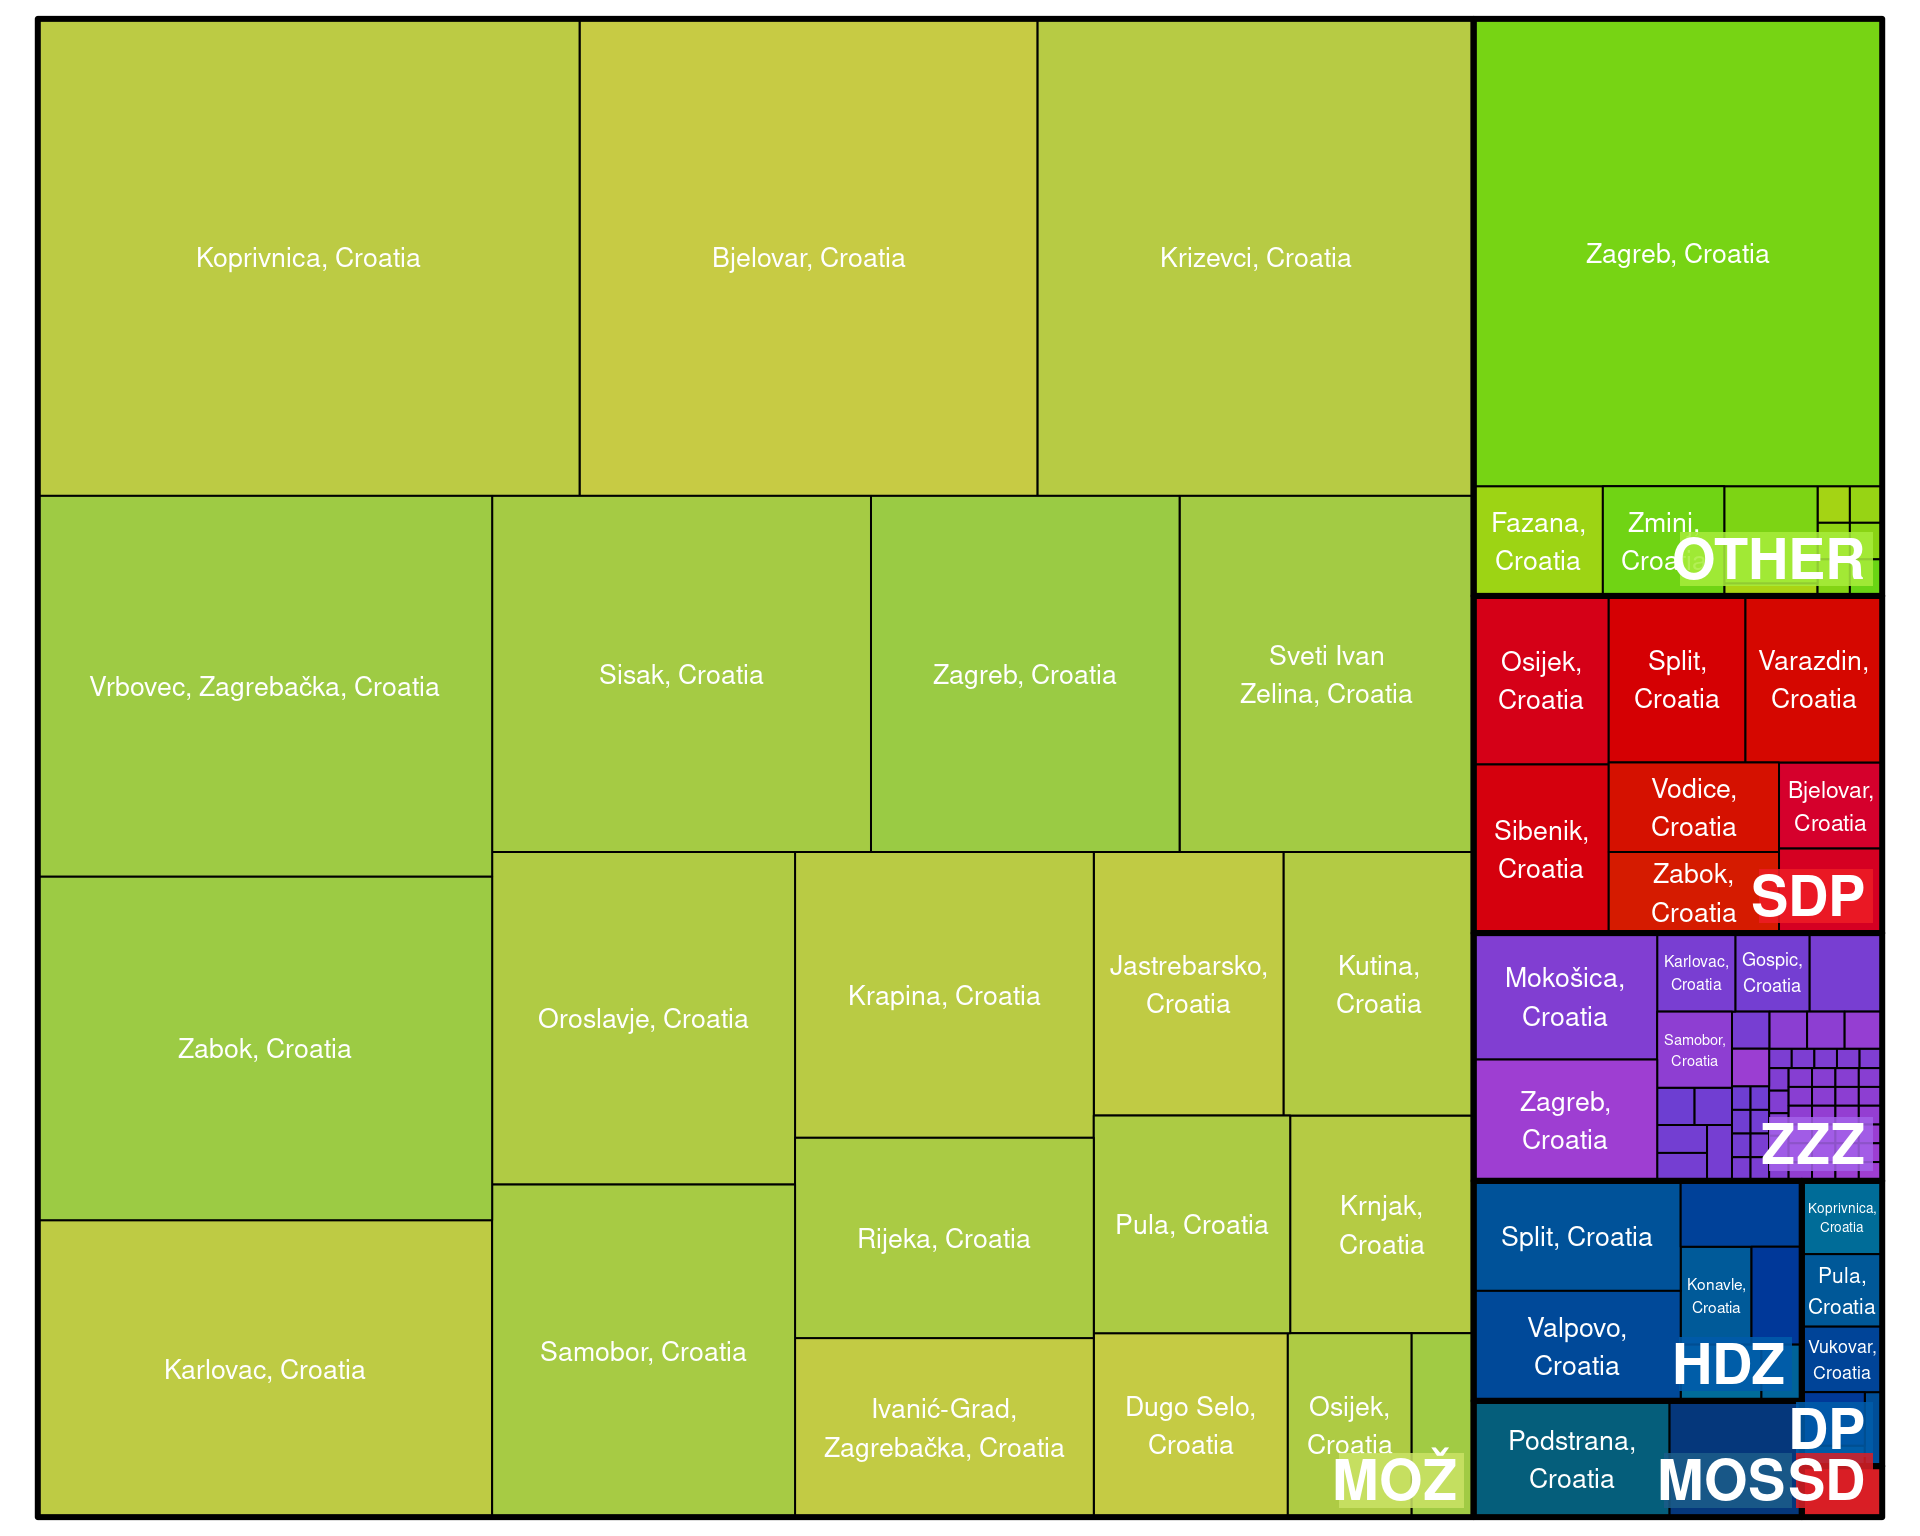 Koprivnica, Croatia
Bjelovar, Croatia
Krizevci, Croatia
Vrbovec, Zagrebačka, Croatia
Sisak, Croatia
Zagreb, Croatia
Sveti Ivan
Zelina, Croatia
Zabok, Croatia
Karlovac, Croatia
Oroslavje, Croatia
Samobor, Croatia
Krapina, Croatia
Rijeka, Croatia
Ivanić-Grad,
Zagrebačka, Croatia
Jastrebarsko,
Croatia
Kutina,
Croatia
Pula, Croatia
Krnjak,
Croatia
Dugo Selo,
Croatia
Osijek,
Croatia
MOŽ
Zagreb, Croatia
Fazana,
Croatia
Zminj,
Croatia
OTHER
Osijek,
Croatia
Split,
Croatia
Varazdin,
Croatia
Sibenik,
Croatia
Vodice,
Croatia
Bjelovar,
Croatia
Zabok,
Croatia
SDP
Mokošica,
Croatia
Zagreb,
Croatia
Karlovac,
Croatia
Gospic,
Croatia
Samobor,
Croatia
ZZZ
Split, Croatia
Valpovo,
Croatia
Konavle,
Croatia
HDZ
Koprivnica,
Croatia
Pula,
Croatia
Vukovar,
Croatia
DP
Podstrana,
Croatia
MOS
SD